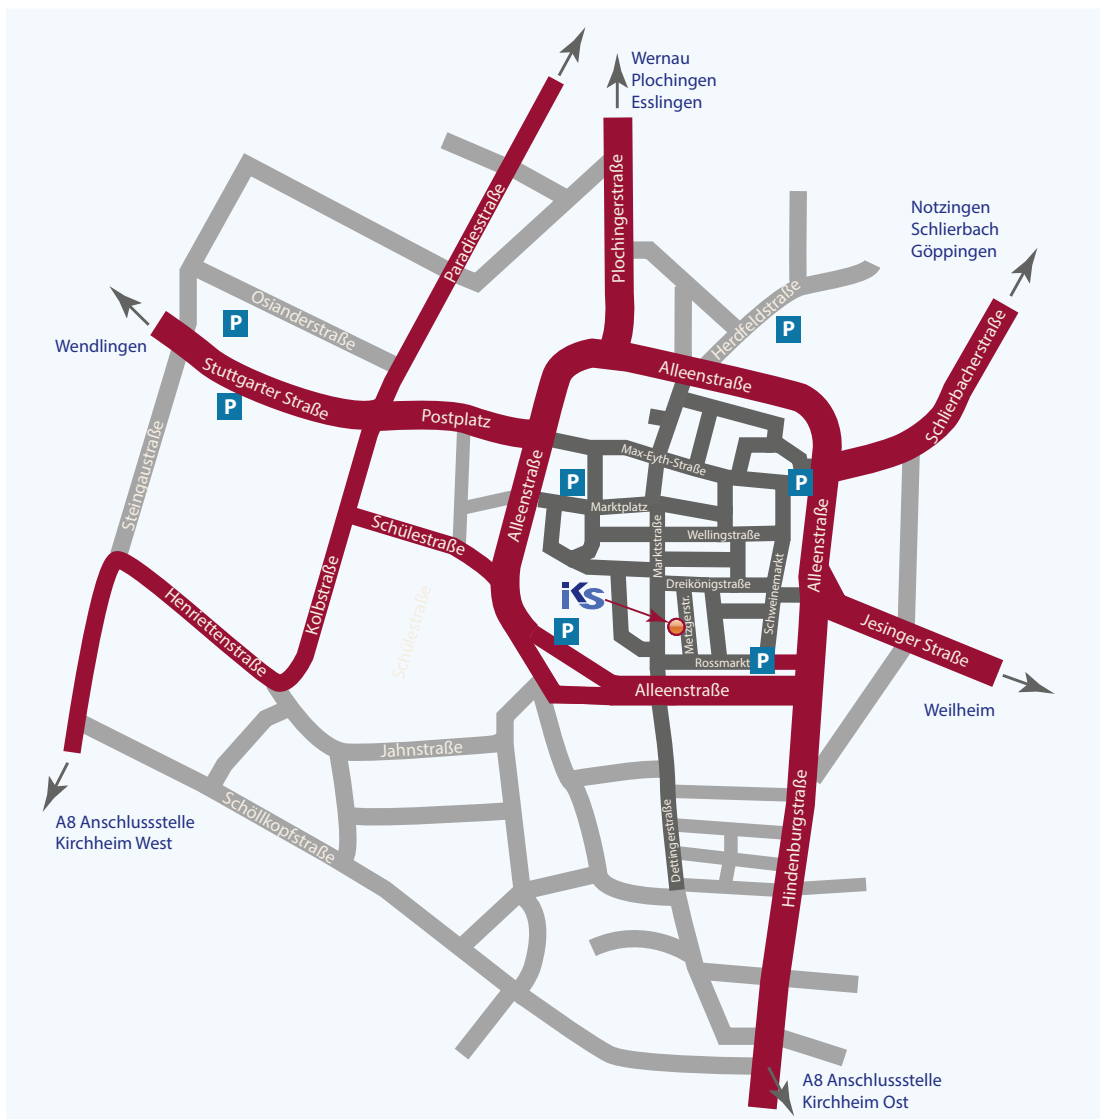 Wernau
Plochingen
Esslingen
Plochingerstraße
Paradiesstraße
Notzingen
Schlierbach
Göppingen
Osianderstraße
P
Herdfeldstraße
P
Wendlingen
Stuttgarter Straße
P
Postplatz
Alleenstraße
Schlierbacherstraße
Steingaustraße
Max-Eyth-Straße
Alleenstraße
P
P
Marktplatz
Schülestraße
Marktstraße
Wellingstraße
Alleenstraße
Kolbstraße
Henriettenstraße
Schülestraße
iKS
Dreikönigstraße
Schweinemarkt
Metzgerstr.
P
Rossmarkt
P
Jesinger Straße
Alleenstraße
Weilheim
Jahnstraße
Schöllkopfstraße
Dettingerstraße
Hindenburgstraße
A8 Anschlussstelle
Kirchheim West
A8 Anschlussstelle
Kirchheim Ost